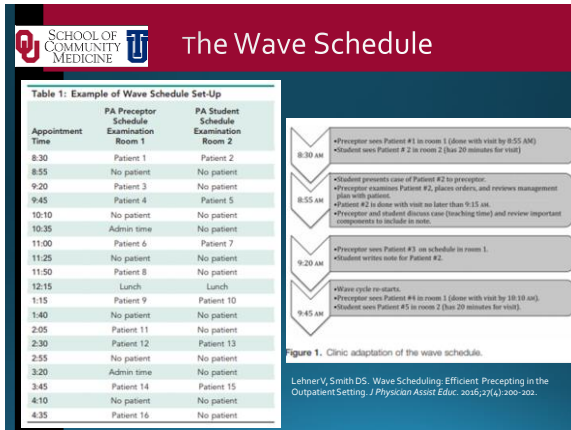 SCHOOL OF
COMMUNITY
MEDICINE
The Wave Schedule
Table 1: Example of Wave Schedule Set-Up
Appointment Time PA Preceptor Schedule Examination Room 1 PA Student Schedule Examination Room 2
8:30 Patient 1 Patient 2
8:55 No patient No patient
9:20 Patient 3 No patient
9:45 Patient 4 Patient 5
10:10 No patient No patient
10:35 Admin time No patient
11:00 Patient 6 Patient 7
11:25 No patient No patient
11:50 Patient 8 No patient
12:15 Lunch Lunch
1:15 Patient 9 Patient 10
1:40 No patient No patient
2:05 Patient 11 No patient
2:30 Patient 12 Patient 13
2:55 No patient No patient
3:20 Admin time No patient
3:45 Patient 14 Patient 15
4:10 No patient No patient
4:35 Patient 16 No patient
8:30 AM
•Preceptor sees Patient #1 in room 1 (done with visit by 8:55 AM)
•Student sees Patient # 2 in room 2 (has 20 minutes for visit)
8:55 AM
•Student presents case of Patient #2 to preceptor.
•Preceptor examines Patient #2, places orders, and reviews management
plan with patient.
•Patient #2 is done with visit no later than 9:15 AM.
•Preceptor and student discuss case (teaching time) and review important
components to include in note.
9:20 AM
•Preceptor sees Patient #3 on schedule in room 1.
•Student writes note for Patient #2.
9:45 AM
•Wave cycle re-starts.
•Preceptor sees Patient #4 in room 1 (done with visit by 10:10 AM).
•Student sees Patient #5 in room 2 (has 20 minutes for visit).
Figure 1. Clinic adaptation of the wave schedule.
Lehner V, Smith DS. Wave Scheduling: Efficient Precepting in the
Outpatient Setting. J Physician Assist Educ. 2016;27(4):200-202.